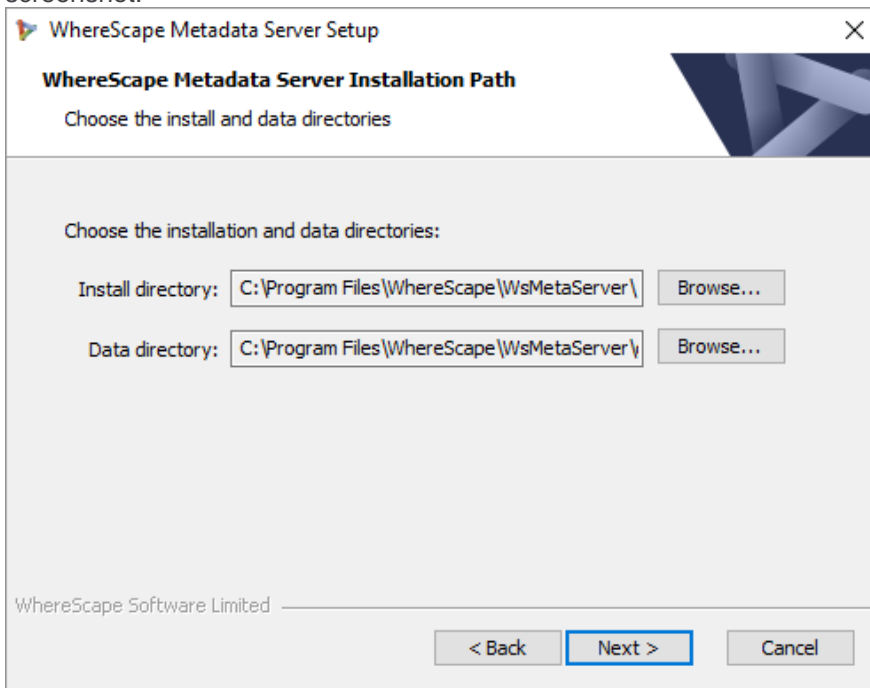 screenshot.
WhereScape Metadata Server Setup
WhereScape Metadata Server Installation Path
Choose the install and data directories
Choose the installation and data directories:
Install directory: C:\Program Files\WhereScape\WsMetaServer\ Browse...
Data directory: C:\Program Files\WhereScape\WsMetaServer\ Browse...
WhereScape Software Limited
< Back Next > Cancel